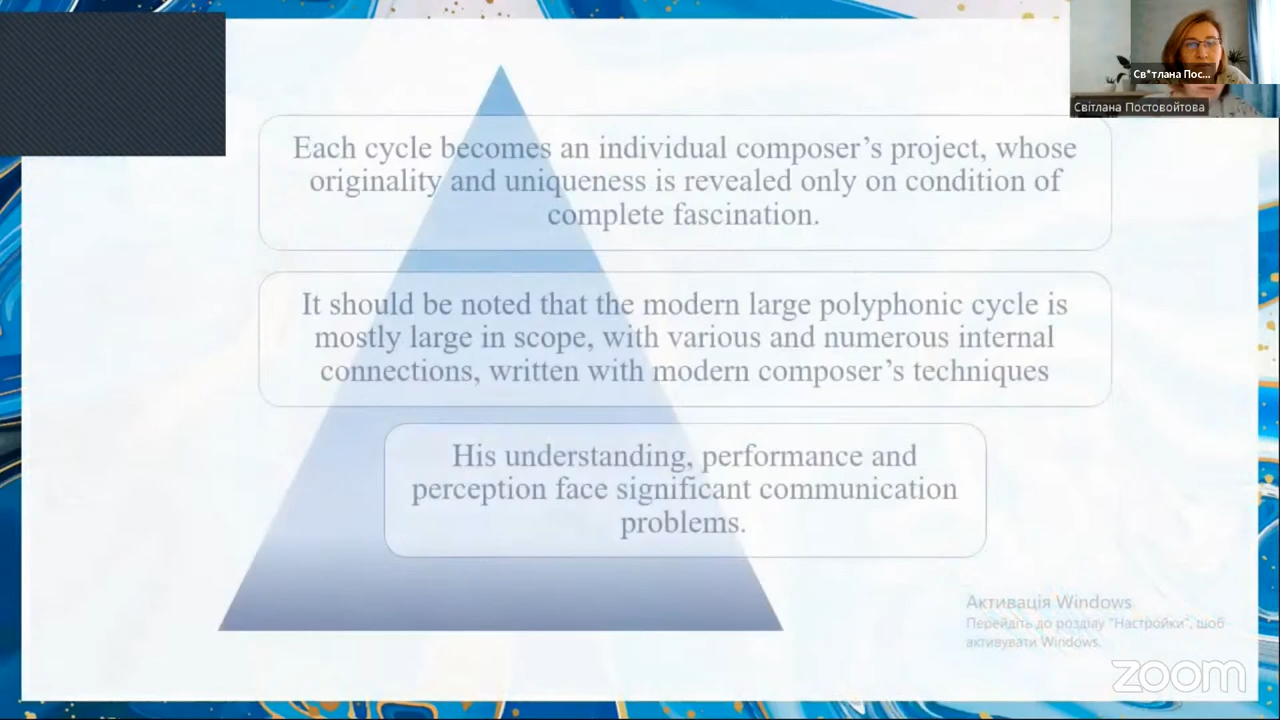 Св*тлана Пос...
Світлана Постовойтова
Each cycle becomes an individual composer's project, whose
originality and uniqueness is revealed only on condition of
complete fascination.
It should be noted that the modern large polyphonic cycle is
mostly large in scope, with various and numerous internal
connections, written with modern composer's techniques
His understanding, performance and
perception face significant communication
problems.
Активація Windows
Перейдіть до розділу "Настройки", щоб
активувати Windows.
zoom